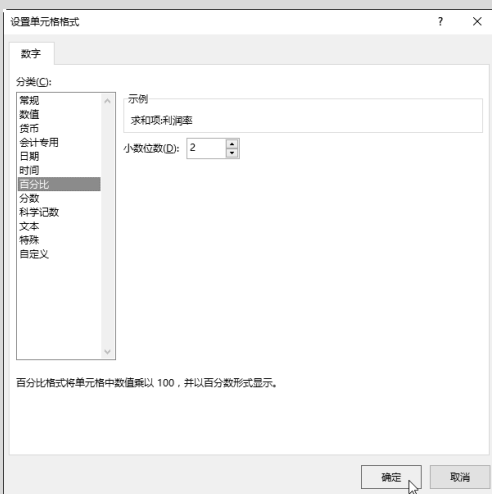 设置单元格格式 ? ×
数字
分类(C):
常规
数值
货币
会计专用
日期
时间
百分比
分数
科学记数
文本
特殊
自定义
示例
求和项:利润率
小数位数(D): 2
百分比格式将单元格中数值乘以 100，并以百分数形式显示。
确定 取消